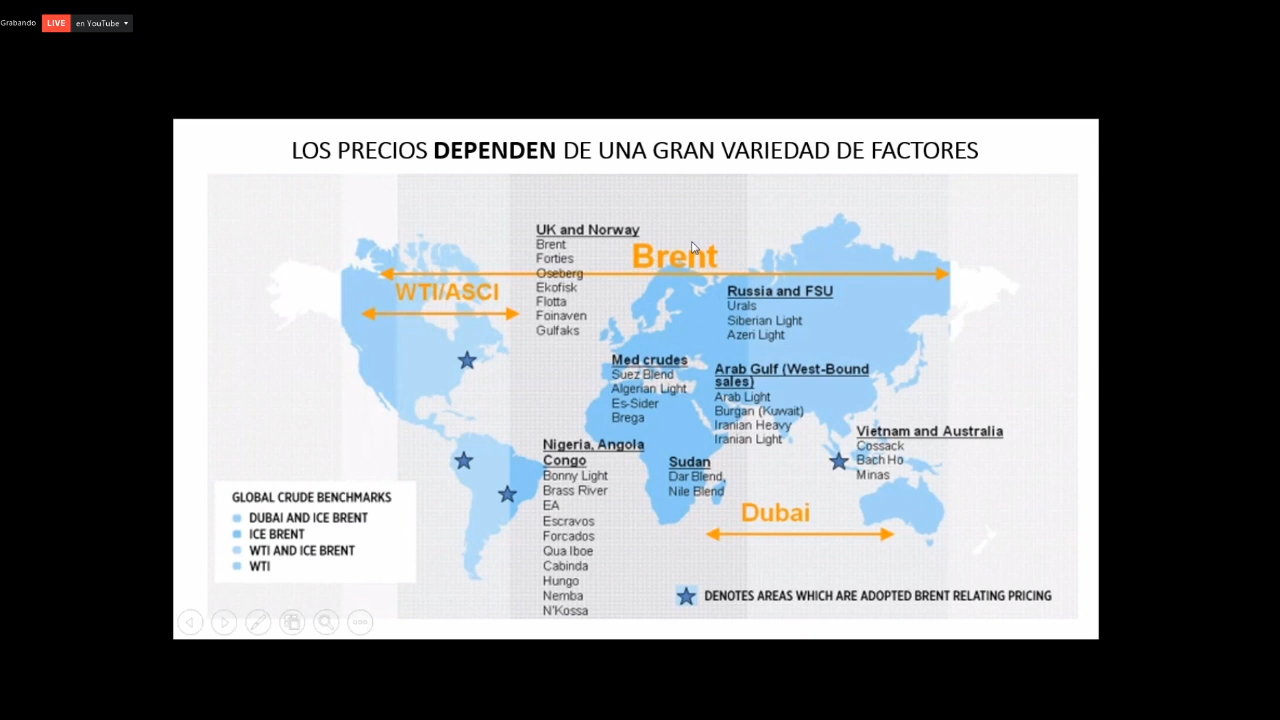 Grabando
LIVE
en YouTube
LOS PRECIOS DEPENDEN DE UNA GRAN VARIEDAD DE FACTORES
UK and Norway
Brent
Forties
Oseberg
Ekofisk
Flotta
Foinaven
Gulfaks
Brent
WTI/ASCI
Russia and FSU
Urals
Siberian Light
Azeri Light
Med crudes
Suez Blend
Algerian Light
Es-Sider
Brega
Arab Gulf (West-Bound
sales)
Arab Light
Burgan (Kuwait)
Iranian Heavy
Iranian Light
Vietnam and Australia
Cossack
Bach Ho
Minas
Nigeria, Angola
Congo
Bonny Light
Brass River
EA
Escravos
Forcados
Qua Iboe
Cabinda
Hungo
Nemba
N'Kossa
Sudan
Dar Blend,
Nile Blend
Dubai
GLOBAL CRUDE BENCHMARKS
DUBAI AND ICE BRENT
ICE BRENT
WTI AND ICE BRENT
WTI
DENOTES AREAS WHICH ARE ADOPTED BRENT RELATING PRICING